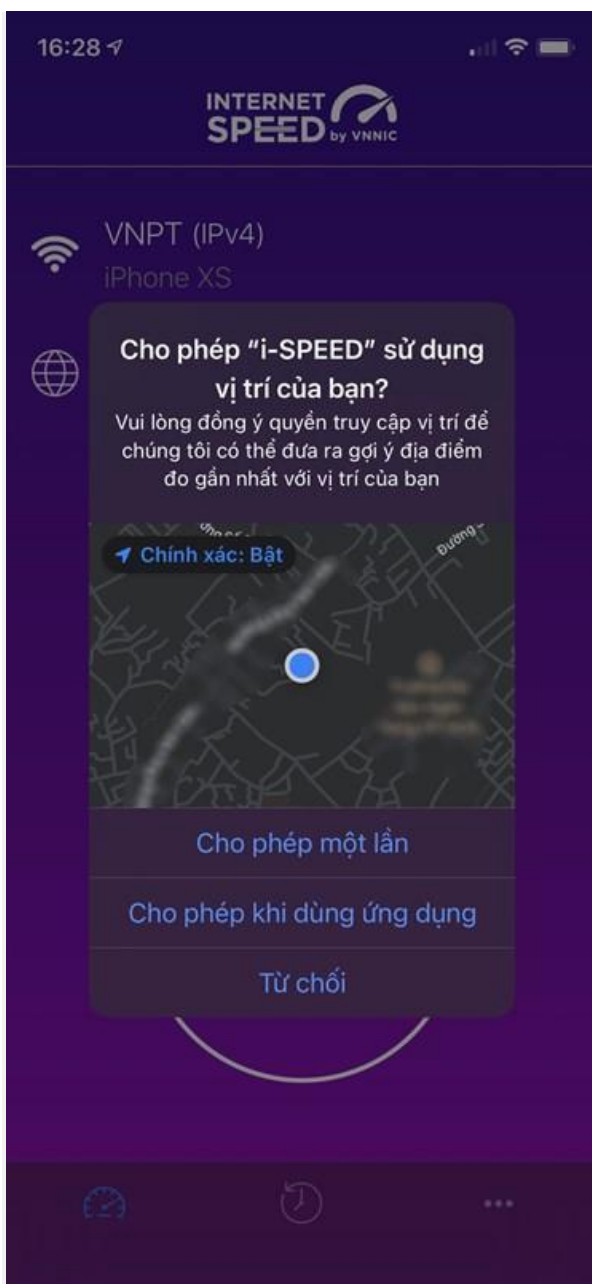 16:28
INTERNET
SPEED by VNNIC
VNPT (IPv4)
iPhone XS
Cho phép “i-SPEED” sử dụng
vị trí của bạn?
Vui lòng đồng ý quyền truy cập vị trí để
chúng tôi có thể đưa ra gợi ý địa điểm
đo gần nhất với vị trí của bạn
Chính xác: Bật
Đường
Cho phép một lần
Cho phép khi dùng ứng dụng
Từ chối